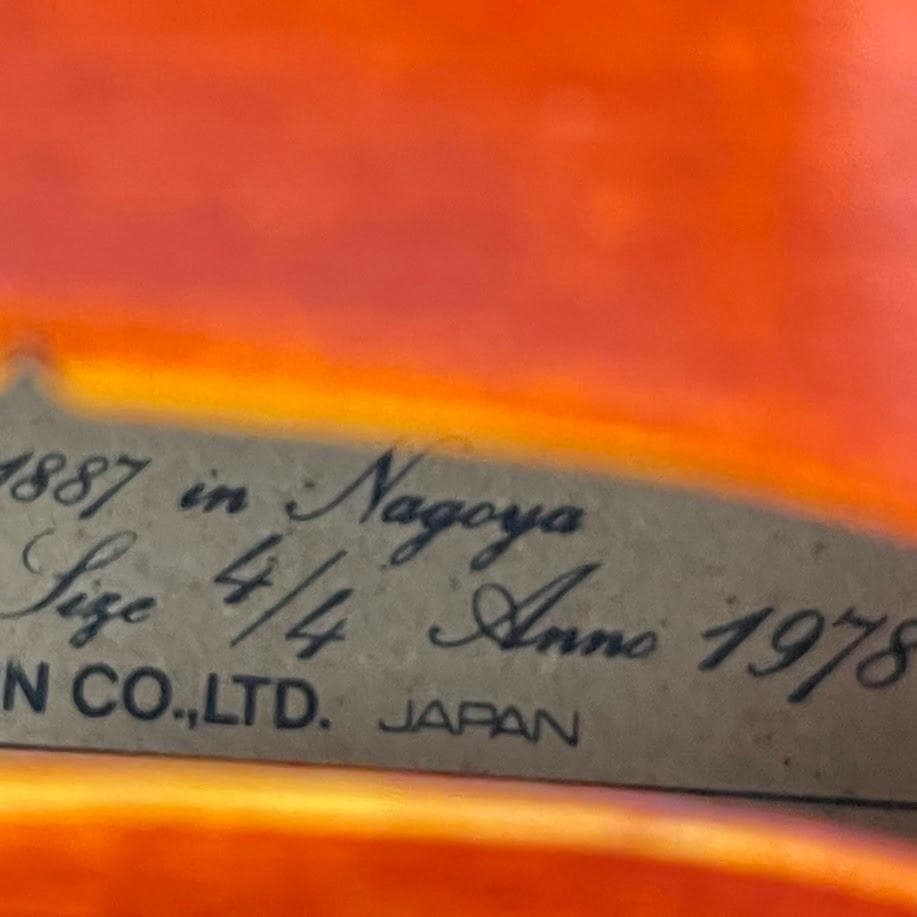 1887 in Nagoya
Size 4/4 Anno 1978
N CO.,LTD. JAPAN